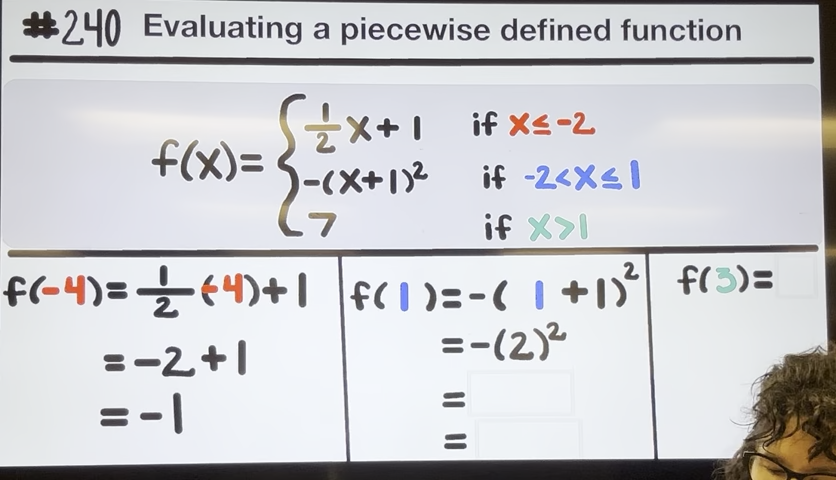 #240 Evaluating a piecewise defined function
f(x)= { 1/2 x+1 if x≤-2
-(x+1)² if -2<x≤1
7 if x>1
f(-4)= 1/2 (-4)+1
=-2+1
=-1
f(1)=-(1+1)²
=-(2)²
=
=
f(3)=